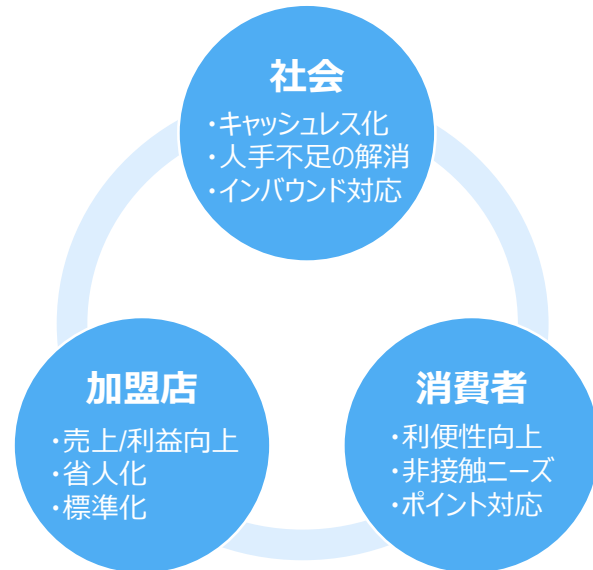 社会
・キャッシュレス化
・人手不足の解消
・インバウンド対応
加盟店
・売上/利益向上
・省人化
・標準化
消費者
・利便性向上
・非接触ニーズ
・ポイント対応